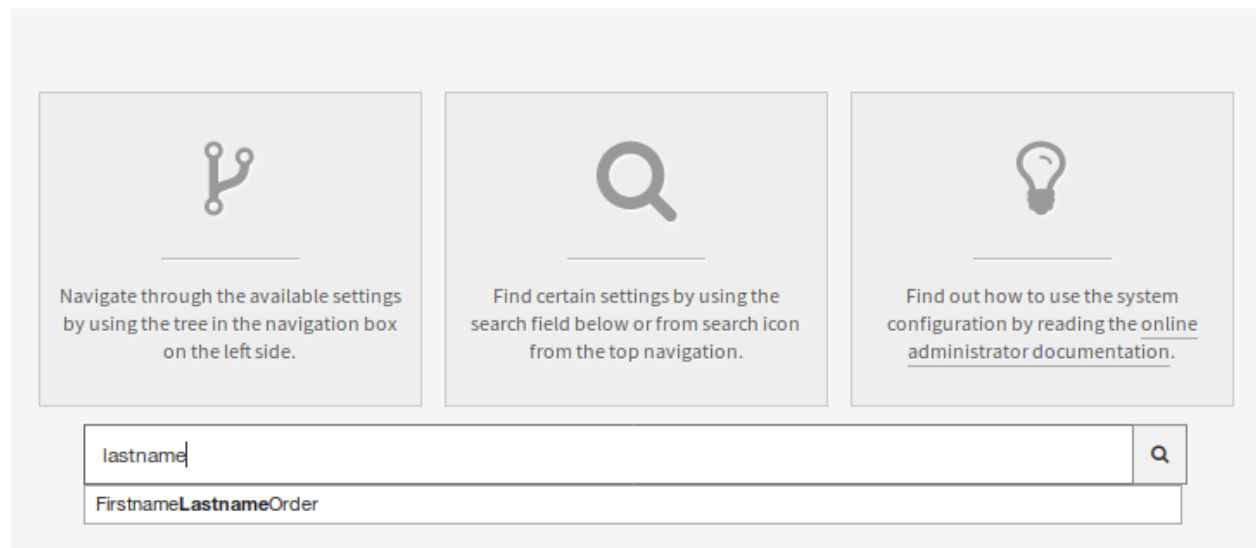 Navigate through the available settings
by using the tree in the navigation box
on the left side.
Find certain settings by using the
search field below or from search icon
from the top navigation.
Find out how to use the system
configuration by reading the online
administrator documentation.
lastname
FirstnameLastnameOrder